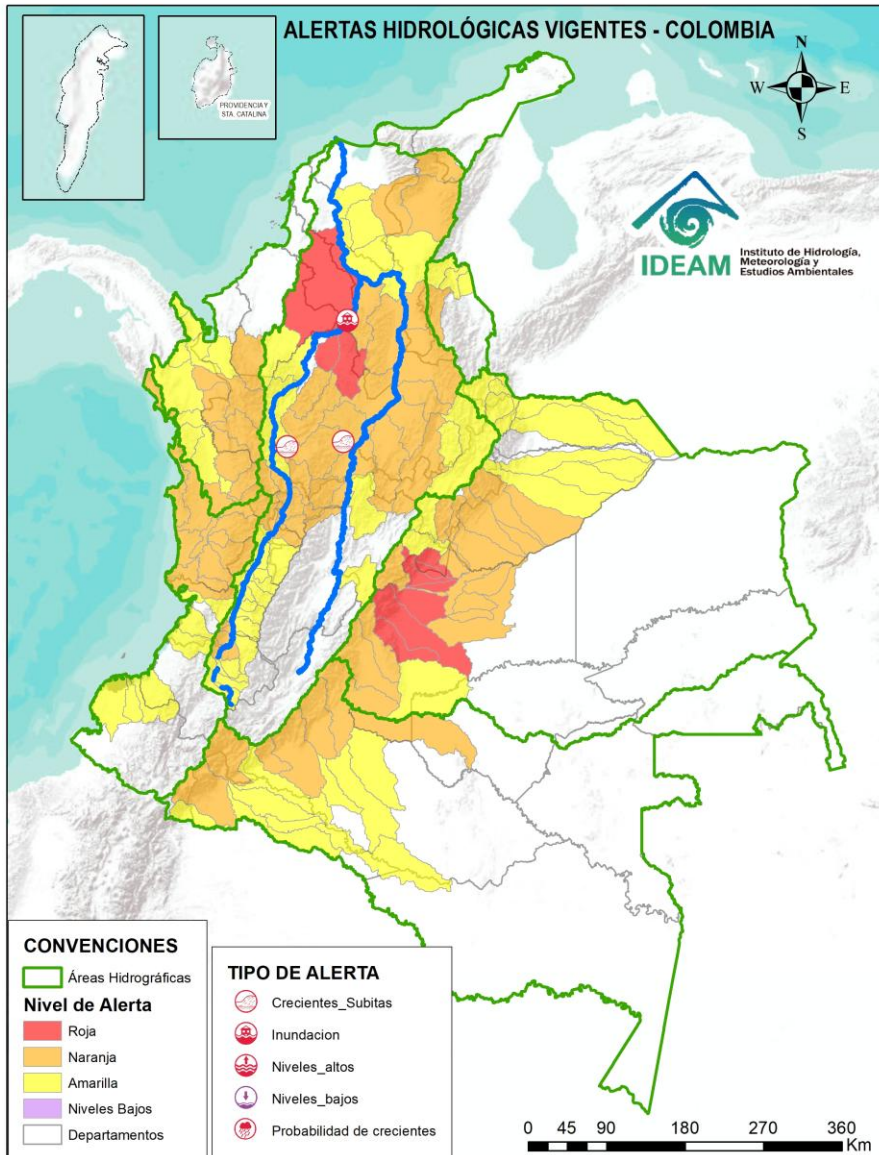 ALERTAS HIDROLÓGICAS VIGENTES - COLOMBIA
PROVIDENCIA Y
STA. CATALINA
N
W
E
S
IDEAM
Instituto de Hidrología,
Meteorología y
Estudios Ambientales
CONVENCIONES
Áreas Hidrográficas
Nivel de Alerta
Roja
Naranja
Amarilla
Niveles Bajos
Departamentos
TIPO DE ALERTA
Crecientes_Subitas
Inundacion
Niveles_altos
Niveles_bajos
Probabilidad de crecientes
0 45 90 180 270 360
Km